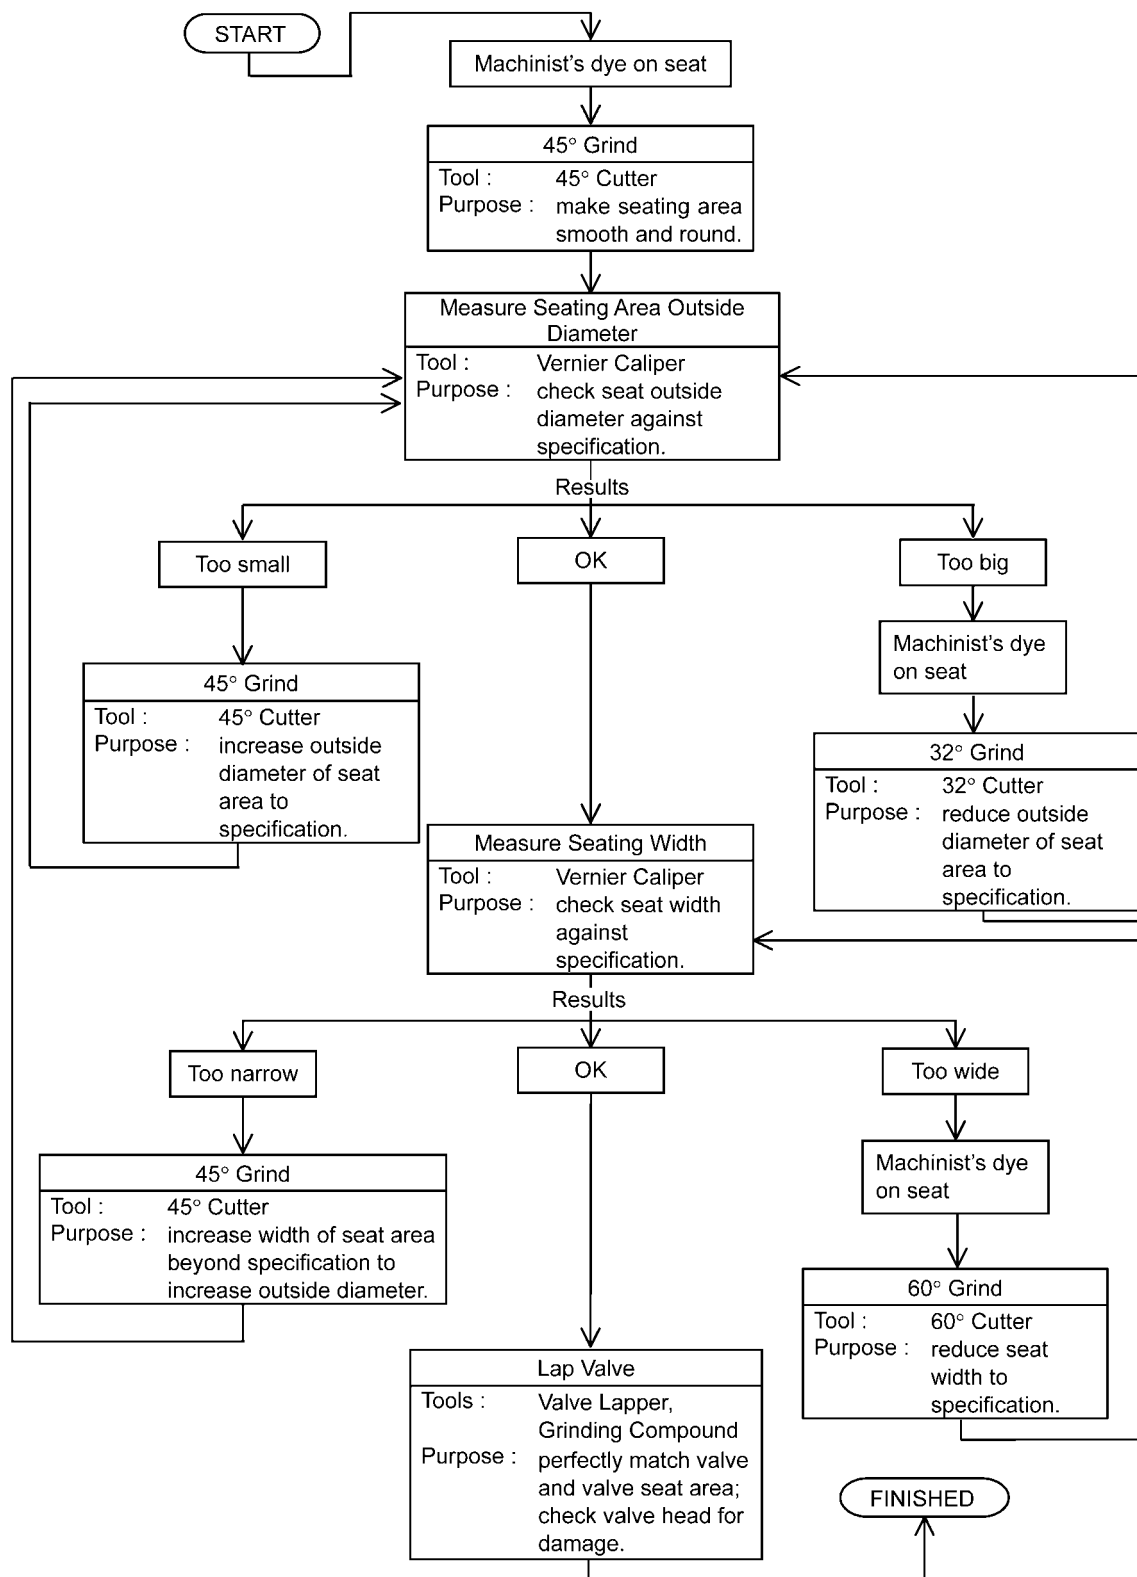 START
Machinist's dye on seat
45° Grind
Tool : 45° Cutter
Purpose : make seating area
smooth and round.
Measure Seating Area Outside
Diameter
Tool : Vernier Caliper
Purpose : check seat outside
diameter against
specification.
Results
Too small
OK
Too big
Machinist's dye
on seat
45° Grind
Tool : 45° Cutter
Purpose : increase outside
diameter of seat
area to
specification.
32° Grind
Tool : 32° Cutter
Purpose : reduce outside
diameter of seat
area to
specification.
Measure Seating Width
Tool : Vernier Caliper
Purpose : check seat width
against
specification.
Results
Too narrow
OK
Too wide
Machinist's dye
on seat
45° Grind
Tool : 45° Cutter
Purpose : increase width of seat area
beyond specification to
increase outside diameter.
60° Grind
Tool : 60° Cutter
Purpose : reduce seat
width to
specification.
Lap Valve
Tools : Valve Lapper,
Grinding Compound
Purpose : perfectly match valve
and valve seat area;
check valve head for
damage.
FINISHED